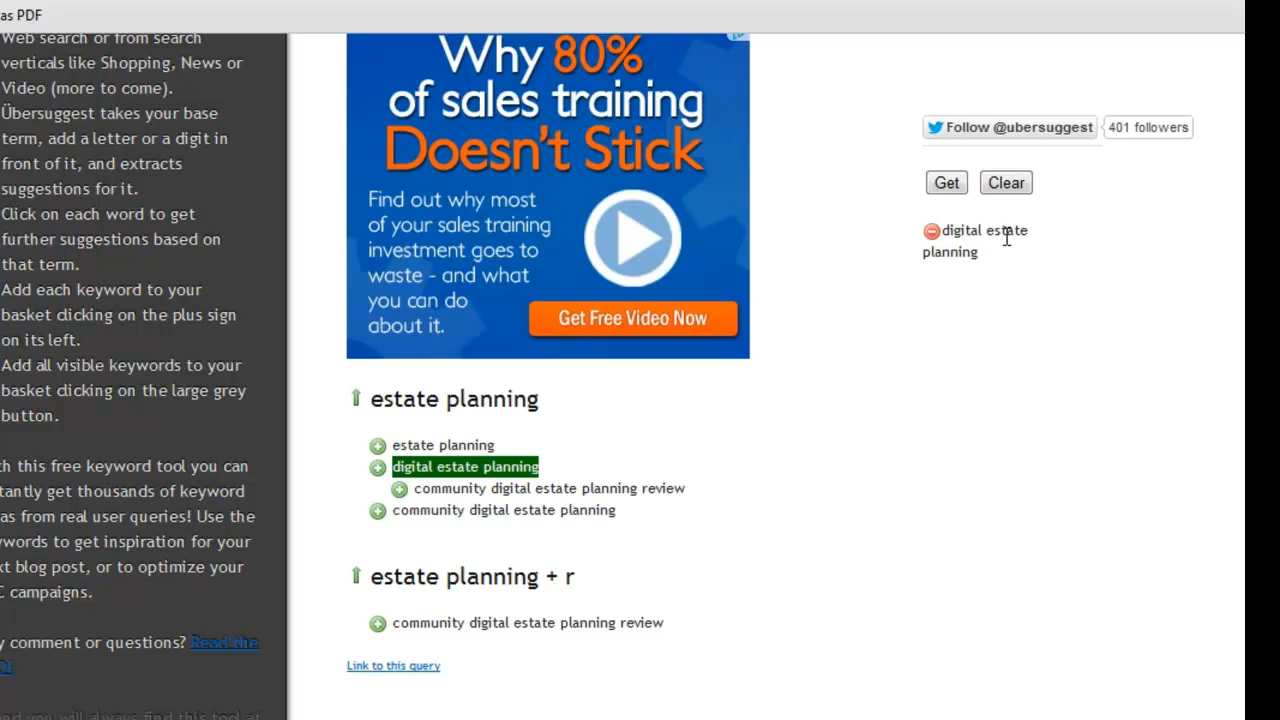 as PDF
Web search or from search
verticals like Shopping, News or
Video (more to come).
Übersuggest takes your base
term, add a letter or a digit in
front of it, and extracts
suggestions for it.
Click on each word to get
further suggestions based on
that term.
Add each keyword to your
basket clicking on the plus sign
on its left.
Add all visible keywords to your
basket clicking on the large grey
button.
th this free keyword tool you can
tantly get thousands of keyword
as from real user queries! Use the
ywords to get inspiration for your
xt blog post, or to optimize your
C campaigns.
y comment or questions? Read the
and you will always find this tool at
Why 80%
of sales training
Doesn't Stick
Find out why most
of your sales training
investment goes to
waste - and what
you can do
about it.
Get Free Video Now
estate planning
estate planning
digital estate planning
community digital estate planning review
community digital estate planning
estate planning + r
community digital estate planning review
Link to this query
Follow @ubersuggest 401 followers
Get Clear
digital estate
planning